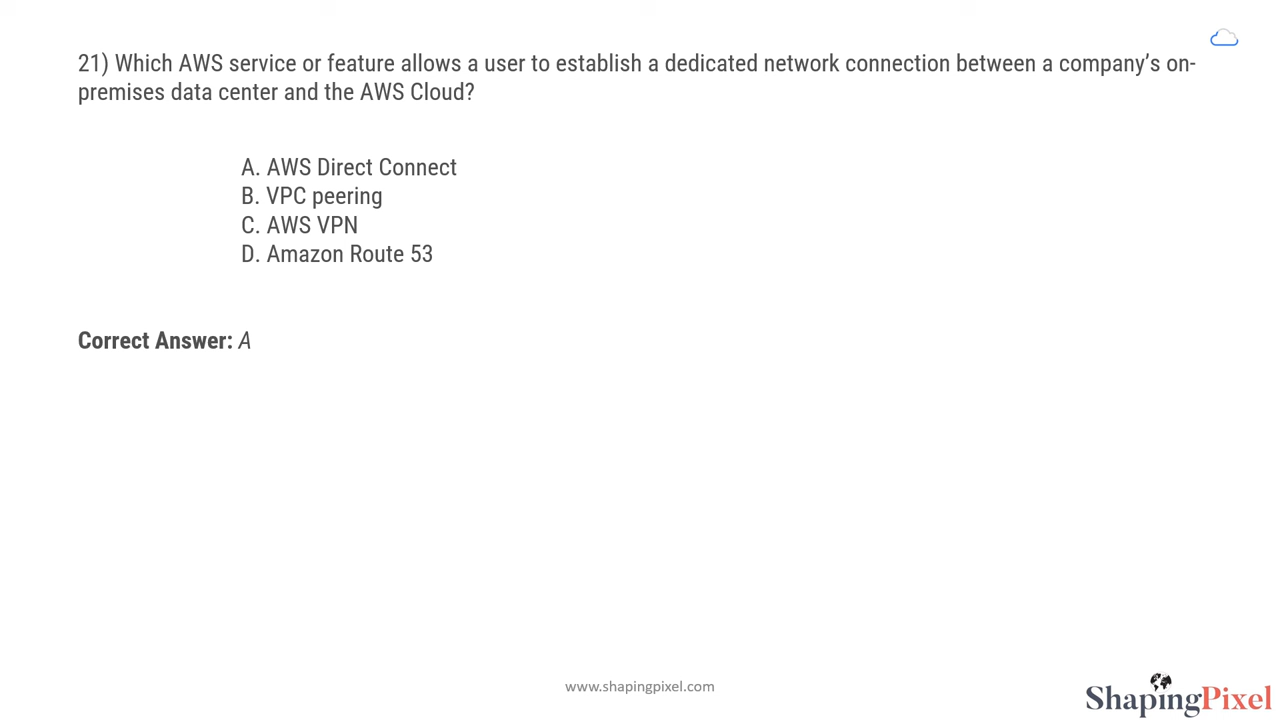 21) Which AWS service or feature allows a user to establish a dedicated network connection between a company’s on-
premises data center and the AWS Cloud?
A. AWS Direct Connect
B. VPC peering
C. AWS VPN
D. Amazon Route 53
Correct Answer: A
www.shapingpixel.com
ShapingPixel